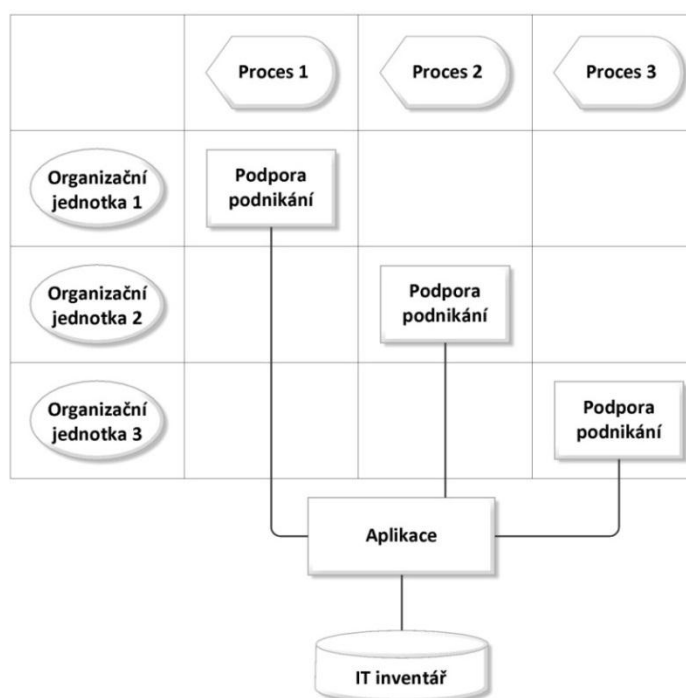 Proces 1
Proces 2
Proces 3
Organizační
jednotka 1
Podpora
podnikání
Organizační
jednotka 2
Podpora
podnikání
Organizační
jednotka 3
Podpora
podnikání
Aplikace
IT inventář